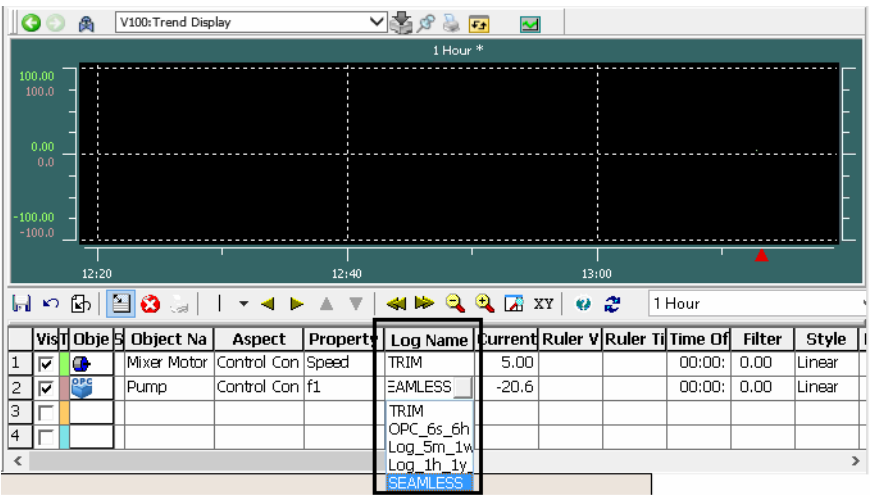 V100:Trend Display
1 Hour *
100.00
100.0
0.00
0.0
-100.00
-100.0
12:20 12:40 13:00
XY 1 Hour
Vis T Obje S Object Na Aspect Property Log Name Current Ruler V Ruler Ti Time Of Filter Style
1 Mixer Motor Control Con Speed TRIM 5.00 00:00: 0.00 Linear
2 OPC Pump Control Con f1 EAMLESS -20.6 00:00: 0.00 Linear
3 TRIM
OPC_6s_6h
4 Log_5m_1w
Log_1h_1y_
SEAMLESS